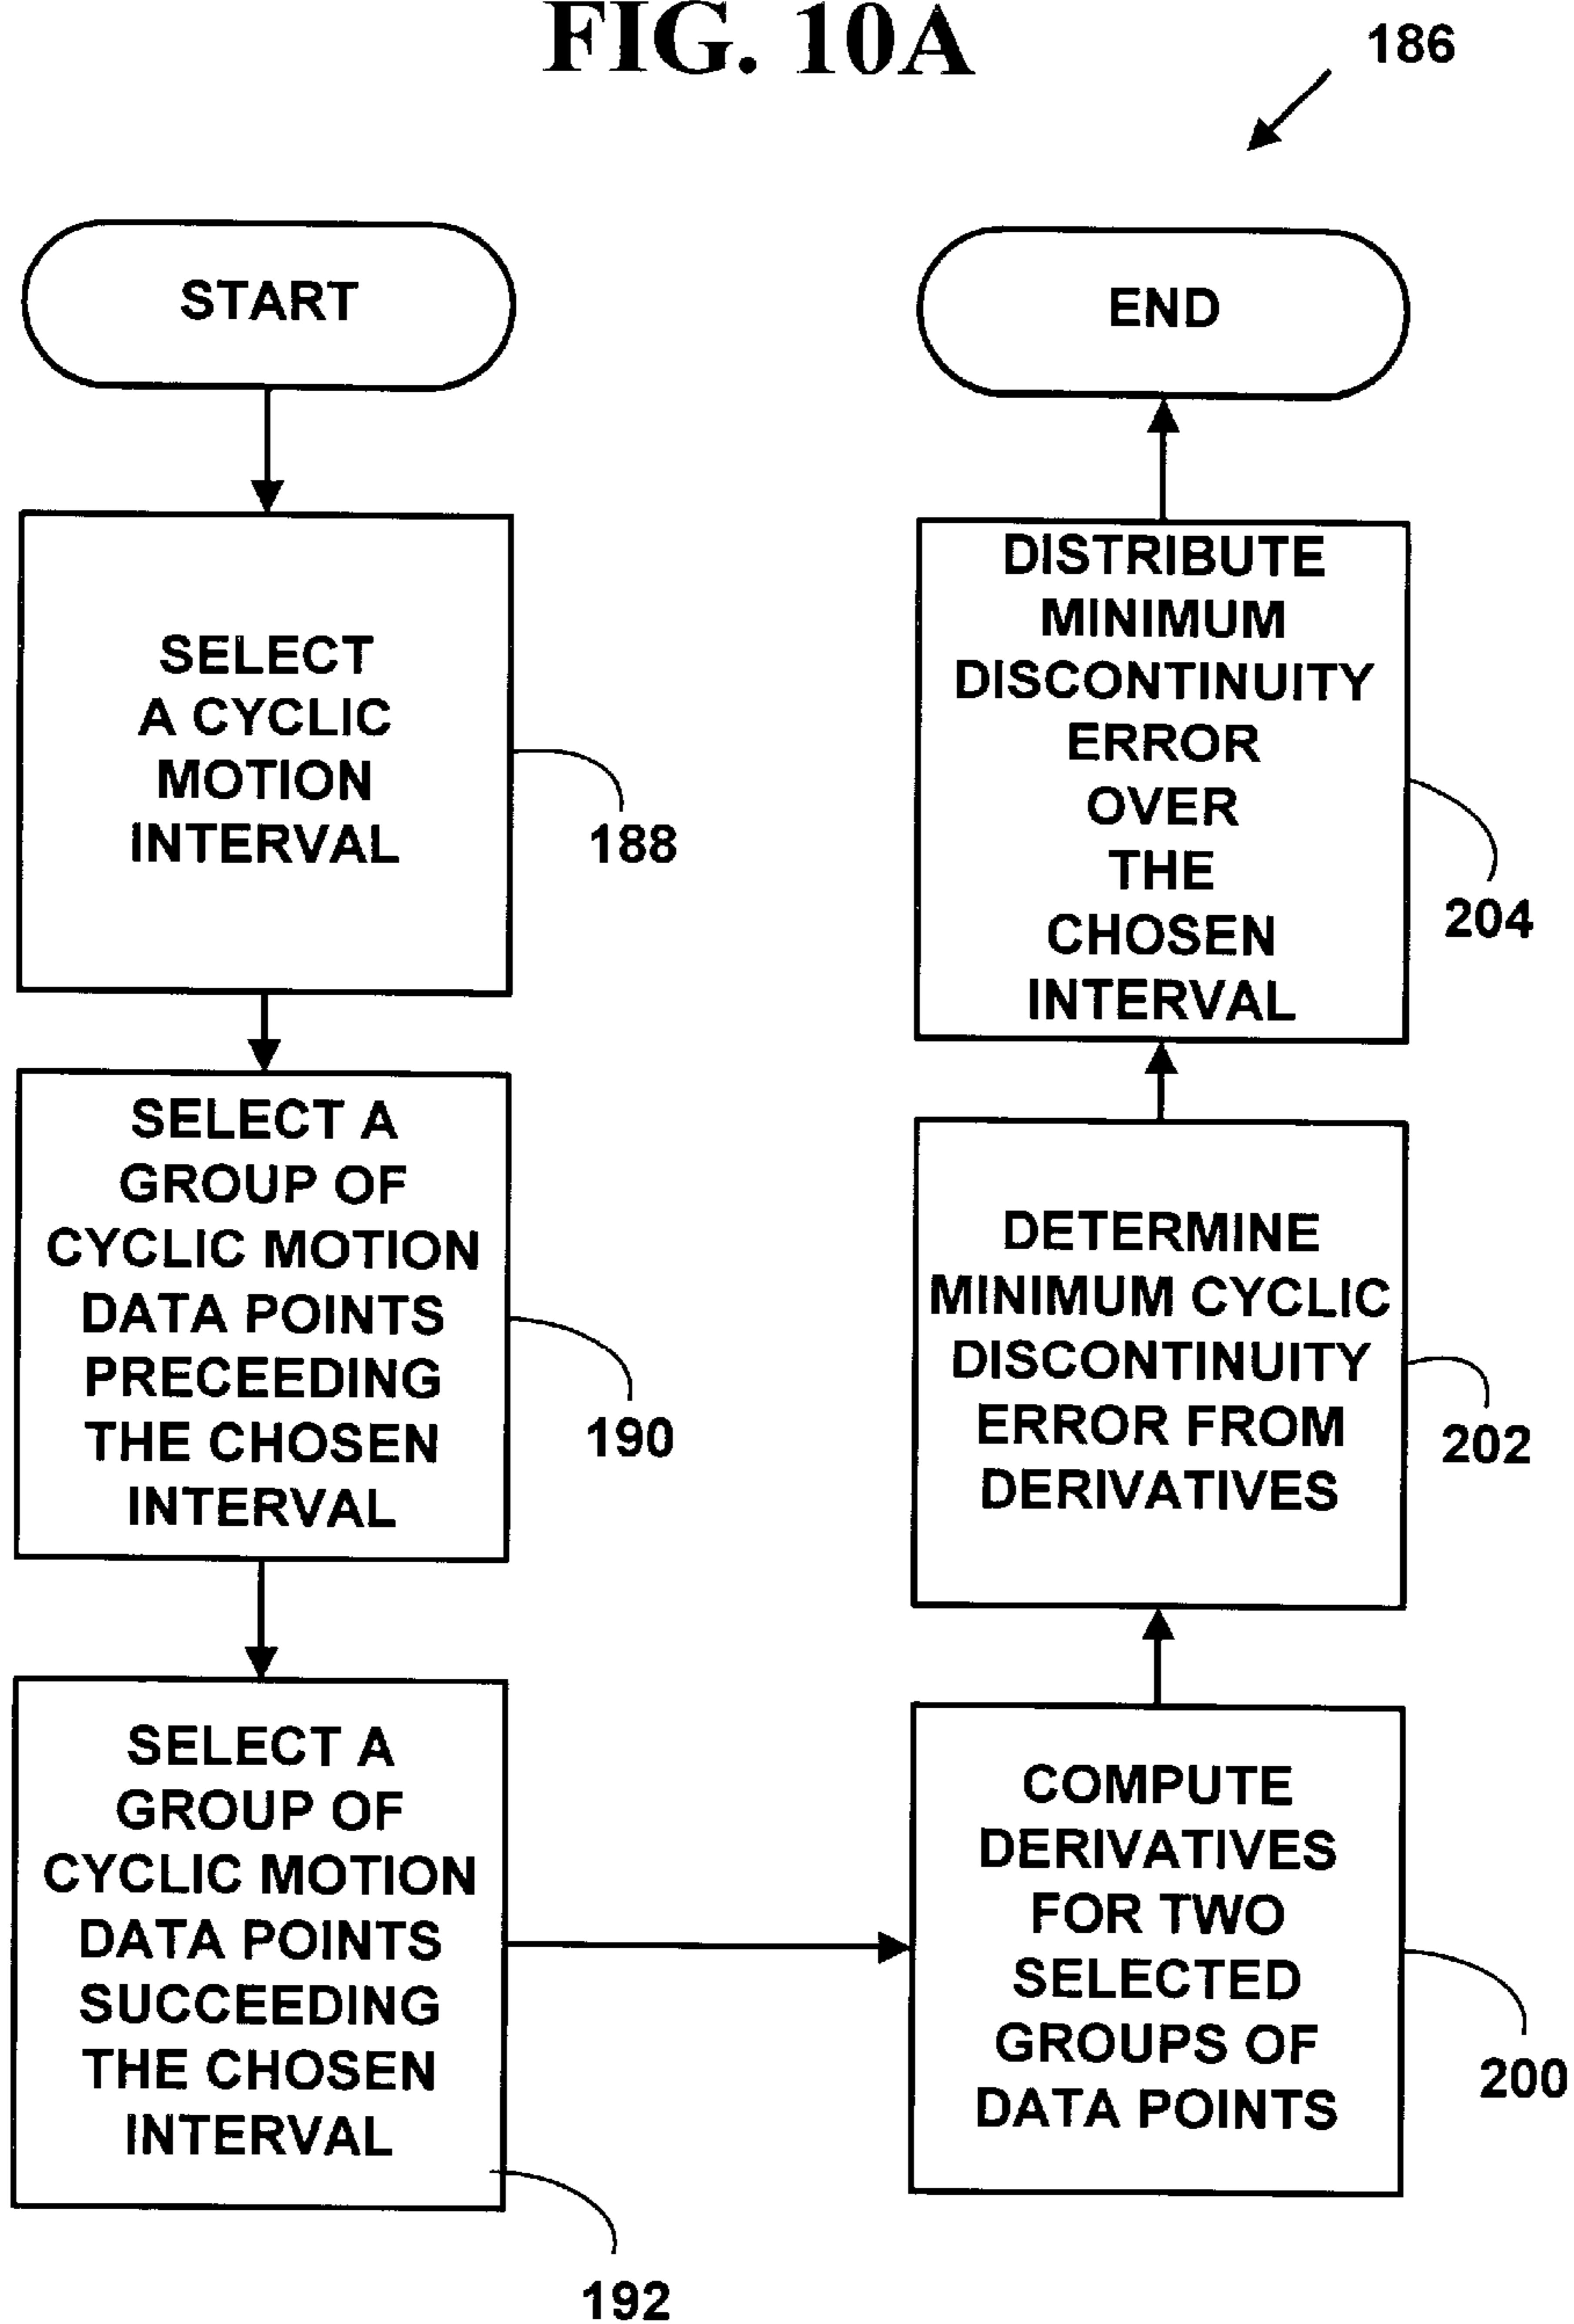 FIG. 10A
186
START
SELECT
A CYCLIC
MOTION
INTERVAL
188
SELECT A
GROUP OF
CYCLIC MOTION
DATA POINTS
PRECEEDING
THE CHOSEN
INTERVAL
190
SELECT A
GROUP OF
CYCLIC MOTION
DATA POINTS
SUCCEEDING
THE CHOSEN
INTERVAL
192
COMPUTE
DERIVATIVES
FOR TWO
SELECTED
GROUPS OF
DATA POINTS
200
DETERMINE
MINIMUM CYCLIC
DISCONTINUITY
ERROR FROM
DERIVATIVES
202
DISTRIBUTE
MINIMUM
DISCONTINUITY
ERROR
OVER
THE
CHOSEN
INTERVAL
204
END